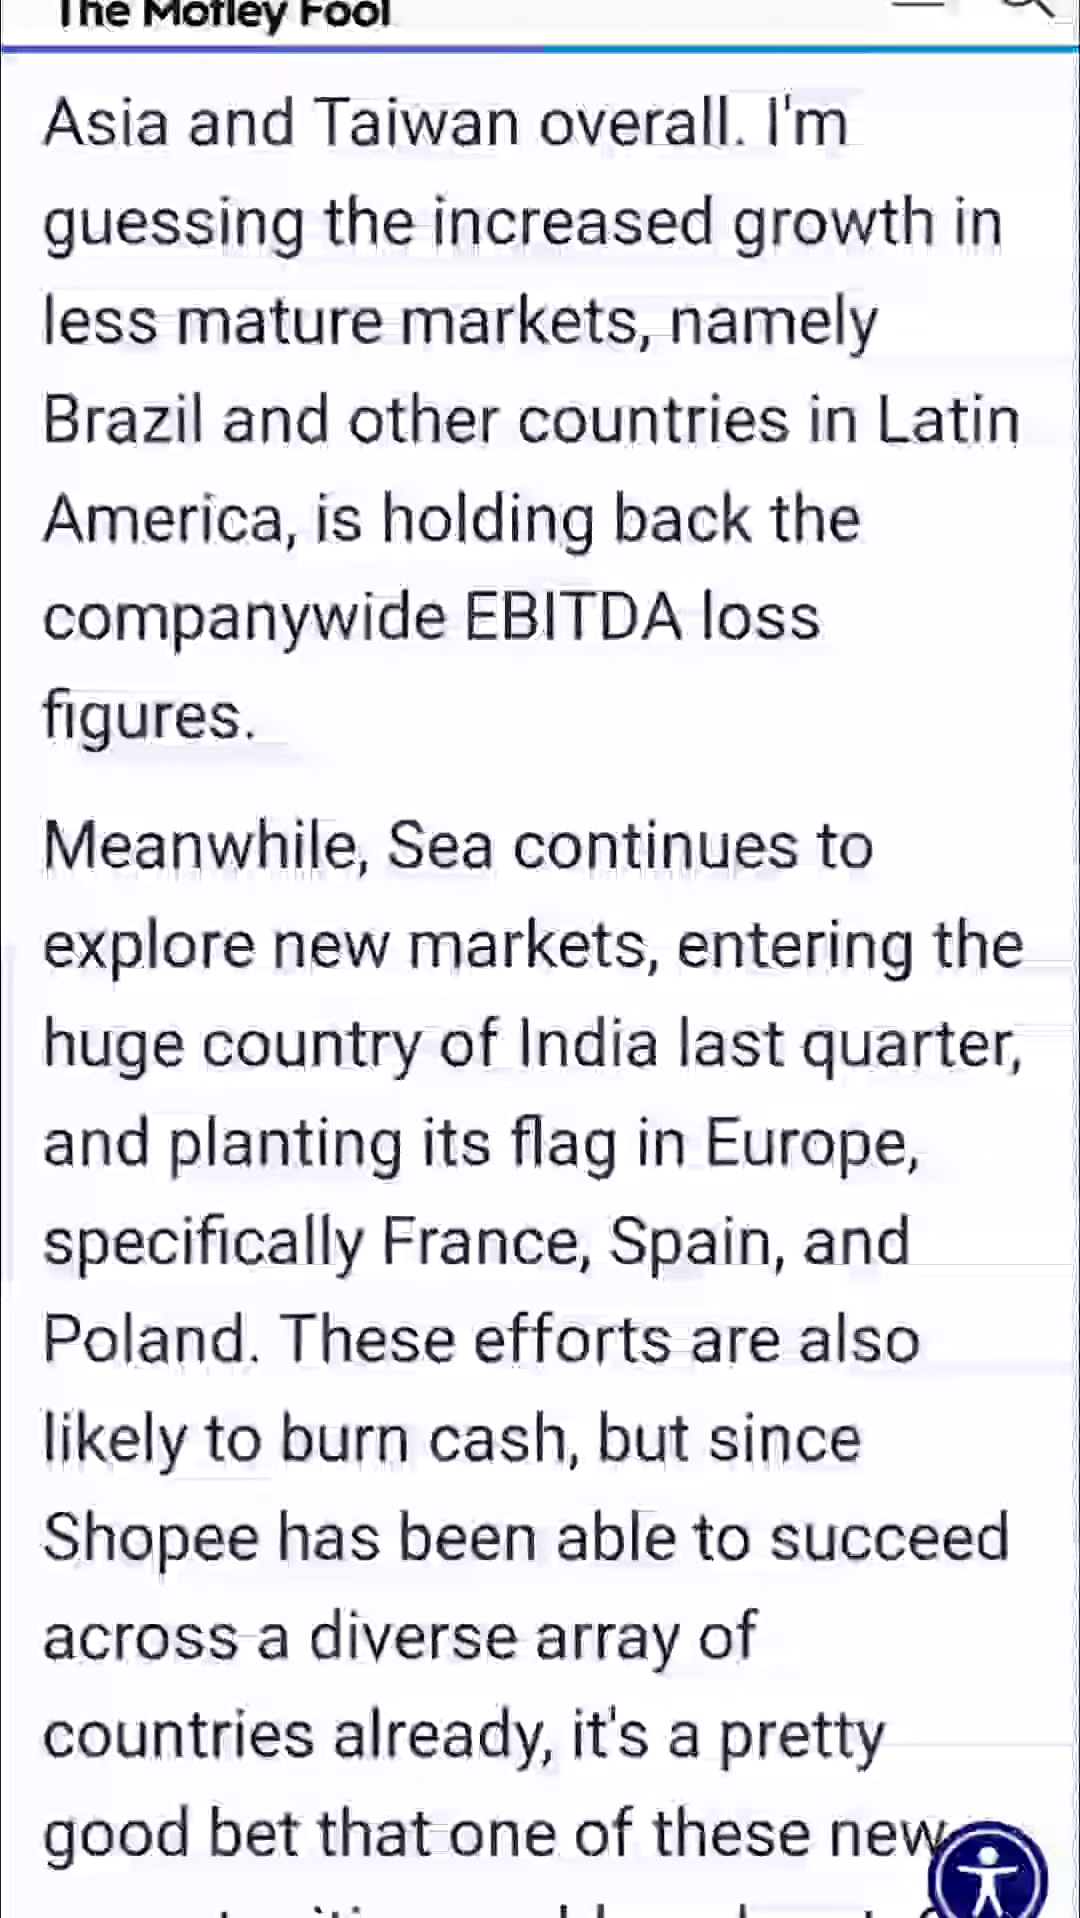 The Motley Fool
Asia and Taiwan overall. I'm
guessing the increased growth in
less mature markets, namely
Brazil and other countries in Latin
America, is holding back the
companywide EBITDA loss
figures.
Meanwhile, Sea continues to
explore new markets, entering the
huge country of India last quarter,
and planting its flag in Europe,
specifically France, Spain, and
Poland. These efforts are also
likely to burn cash, but since
Shopee has been able to succeed
across a diverse array of
countries already, it's a pretty
good bet that one of these new